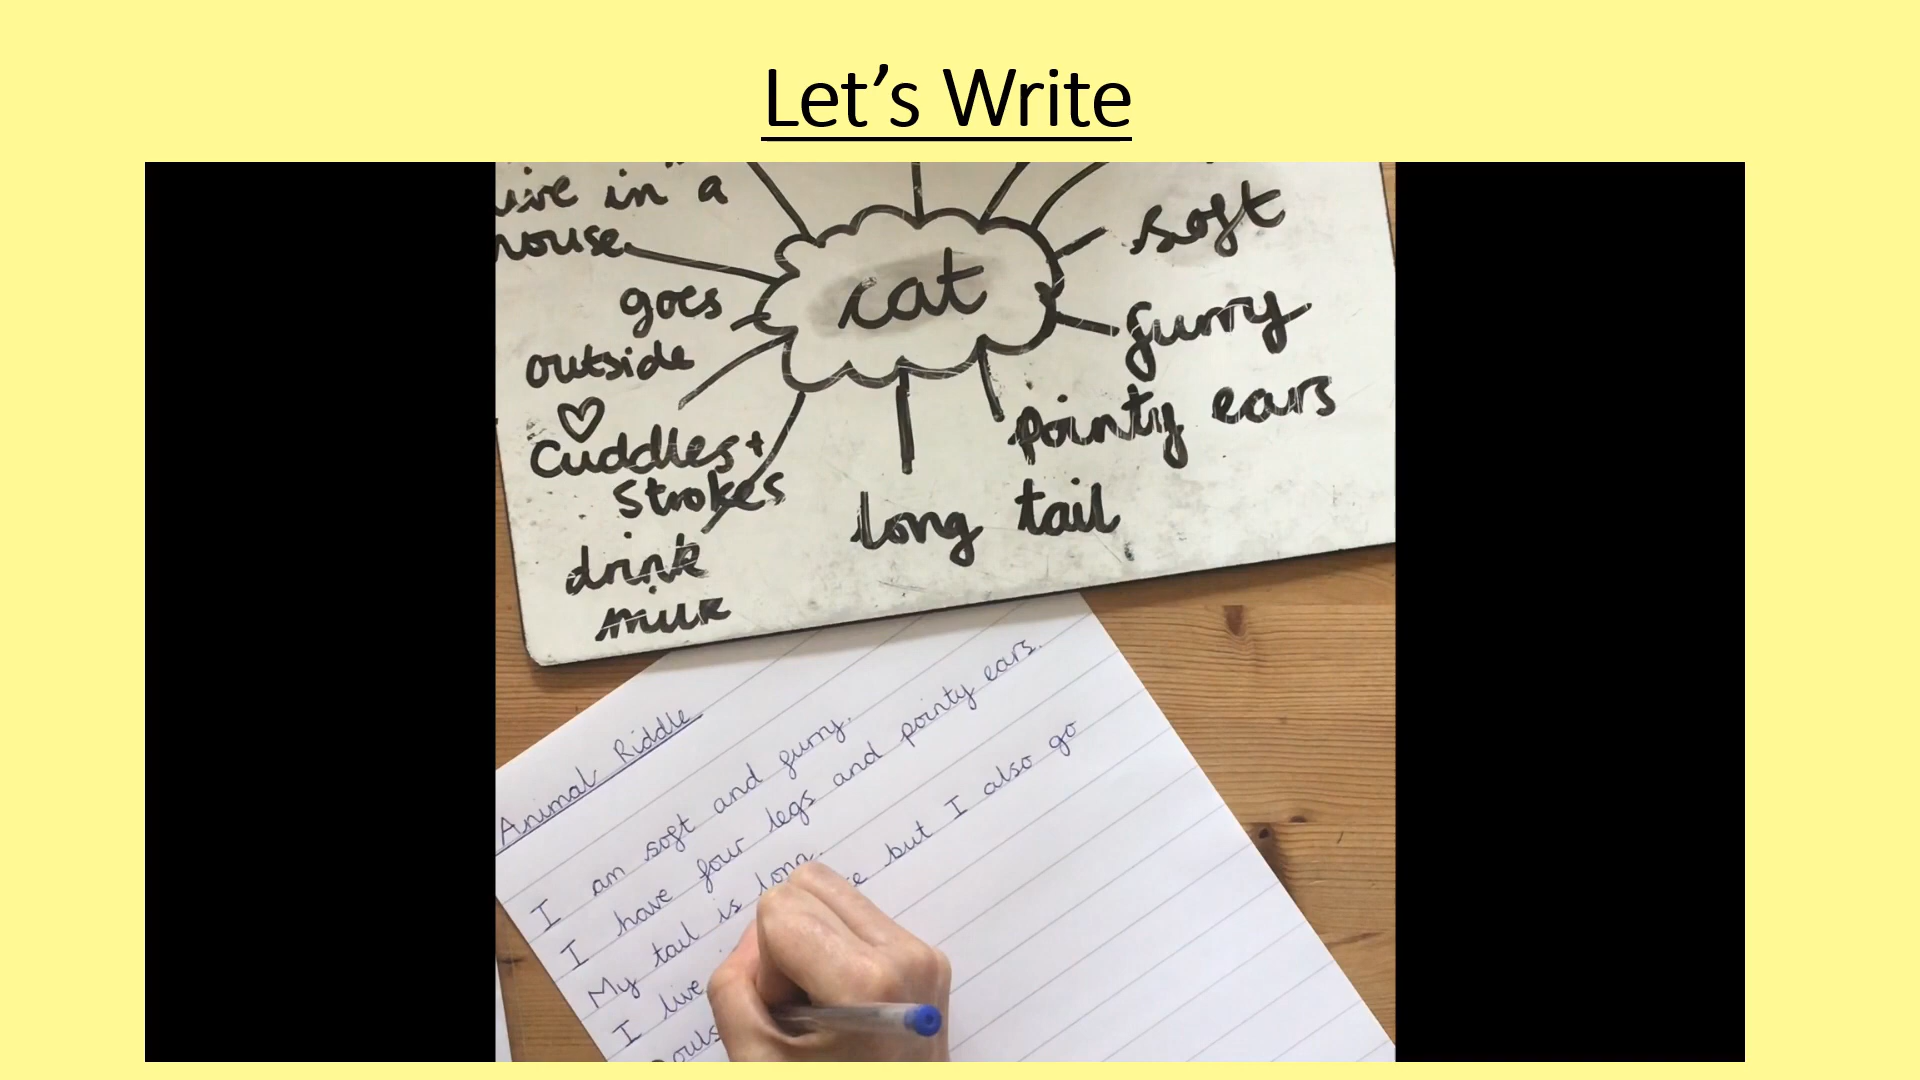 Let's Write
live in a
house
goes
outside
♡
cuddles +
strokes
drink
milk
cat
soft
furry
pointy ears
long tail
Animal Riddle
I am soft and furry.
I have four legs and pointy ears.
My tail is long.
I live but I also go